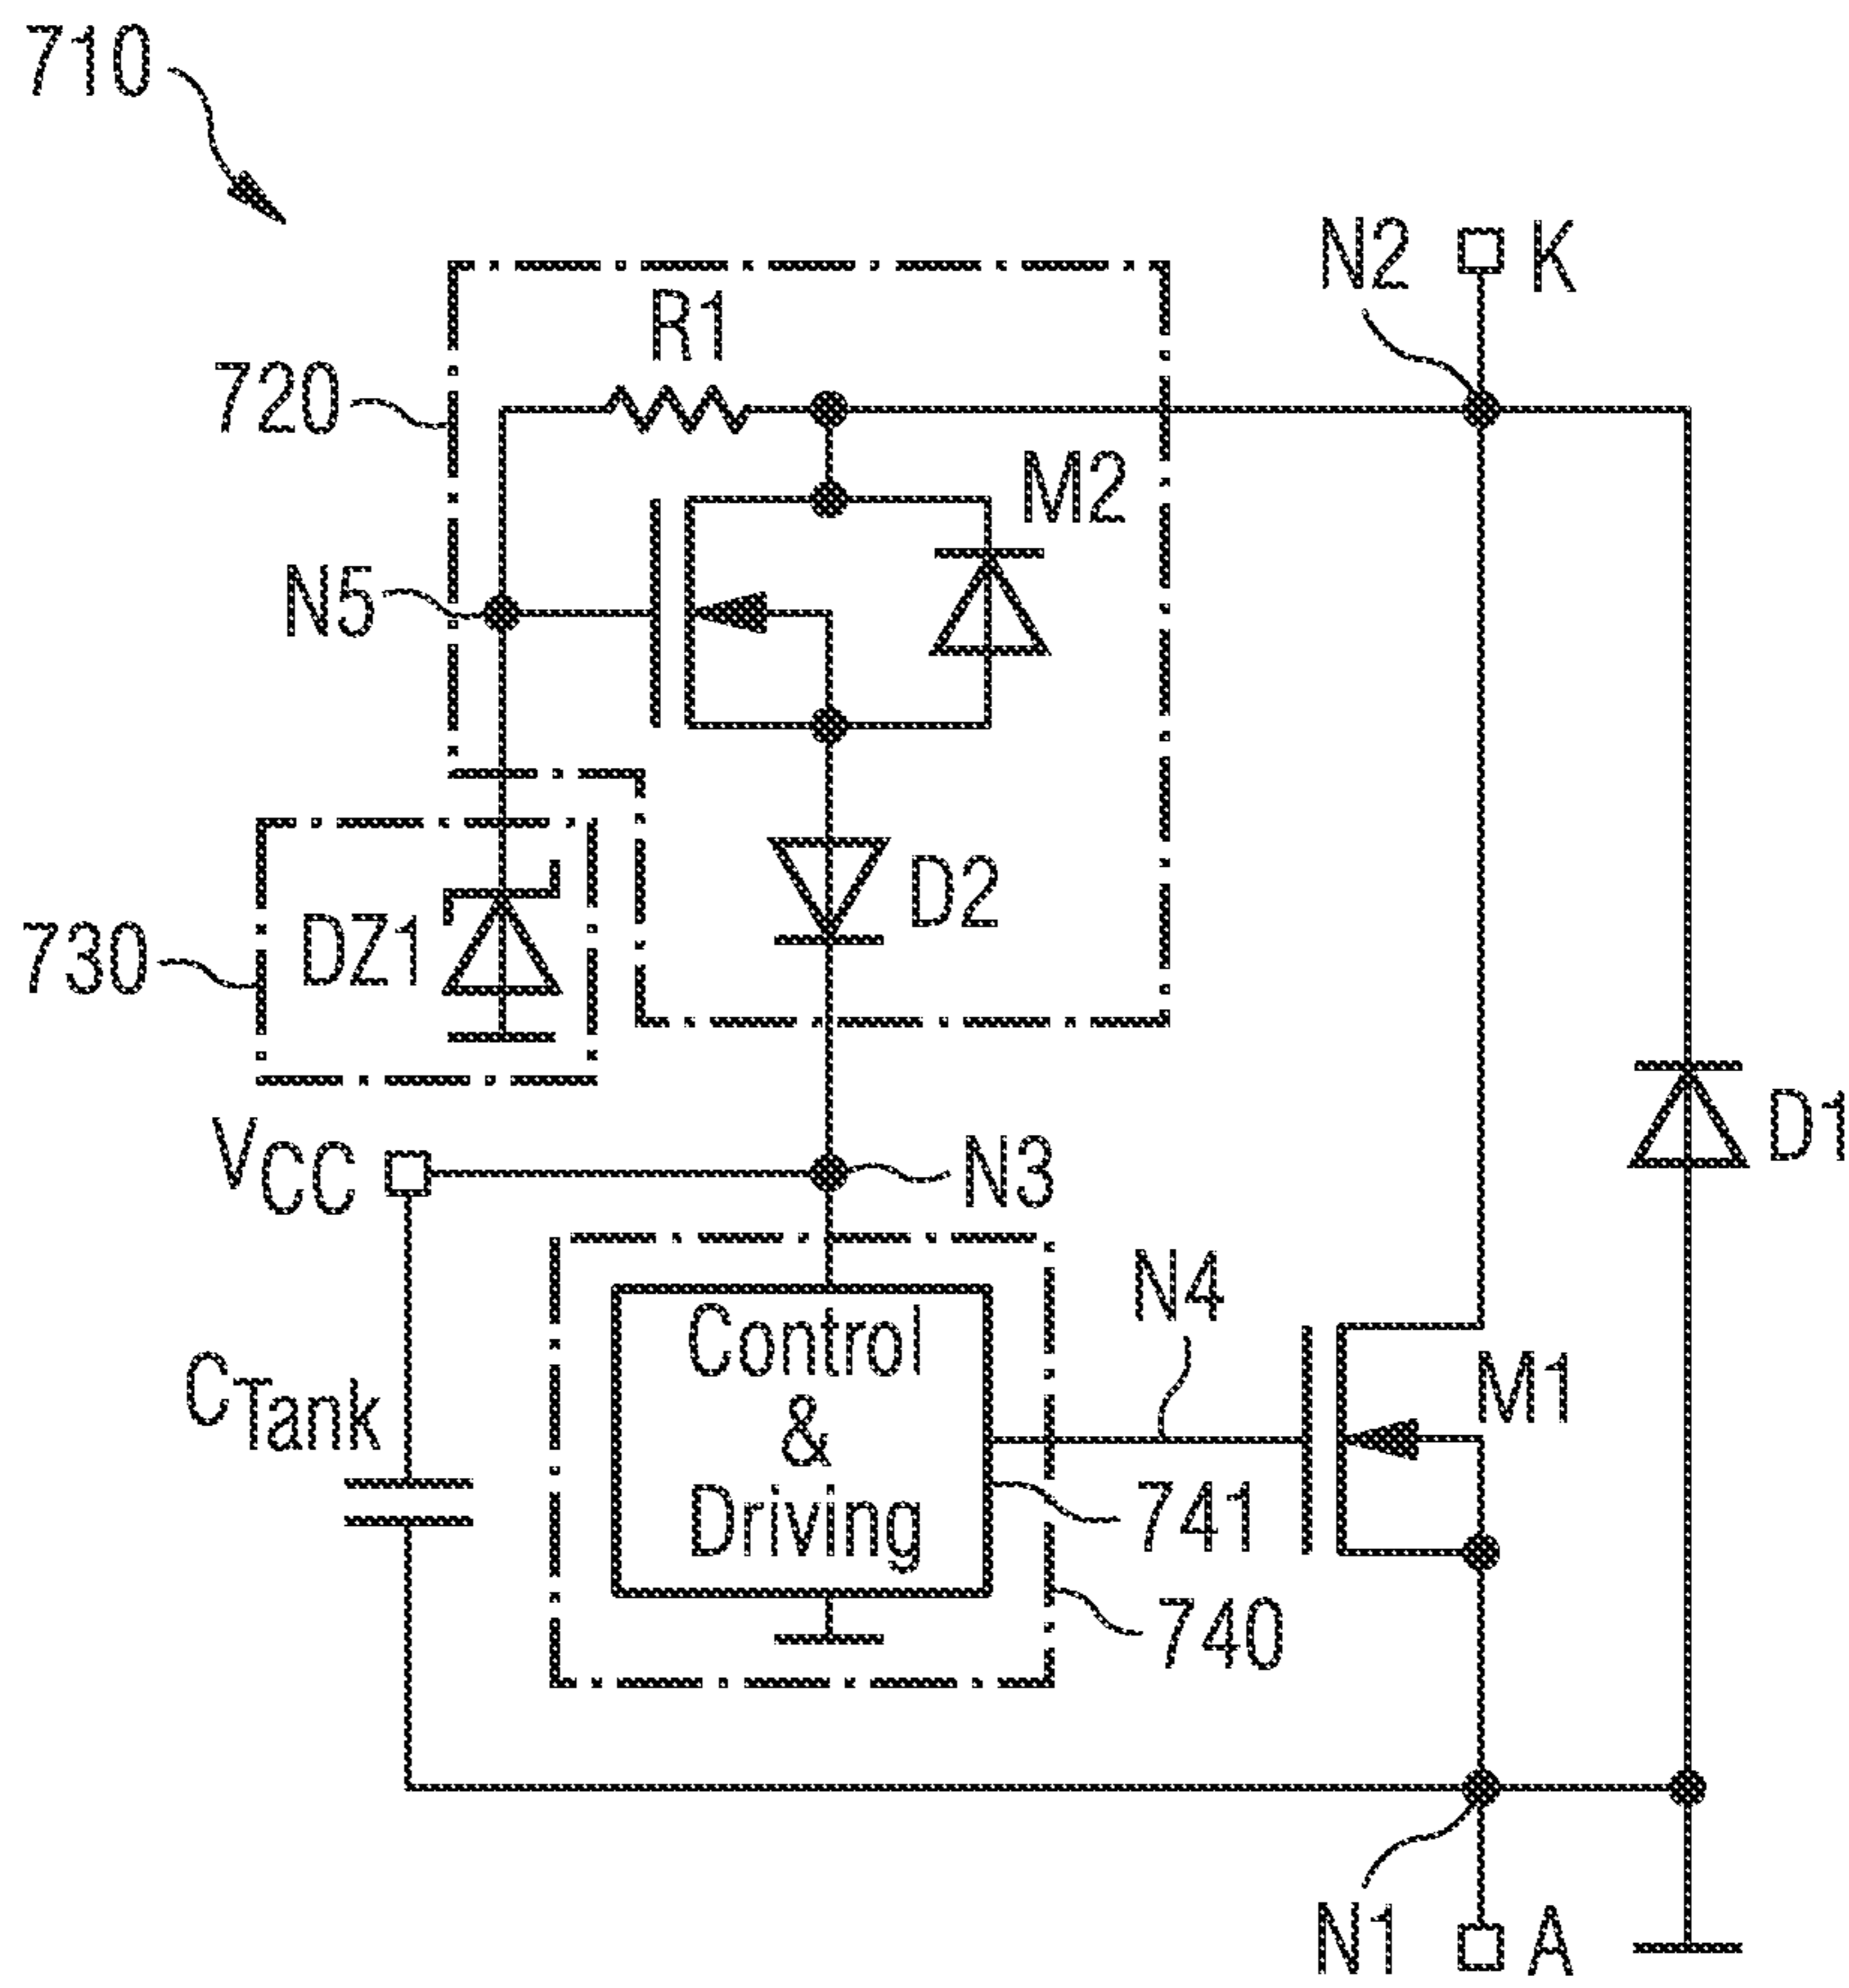 710
N2
K
R1
720
M2
N5
D2
DZ1
730
D1
VCC
N3
N4
Control
&
Driving
CTank
M1
741
740
N1
A